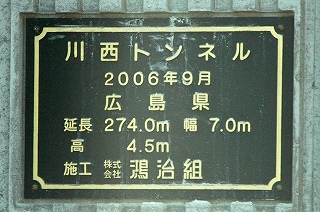 川西トンネル
2006年9月
広島県
延長 274.0m 幅 7.0m
高 4.5m
施工 株式会社 鴻治組